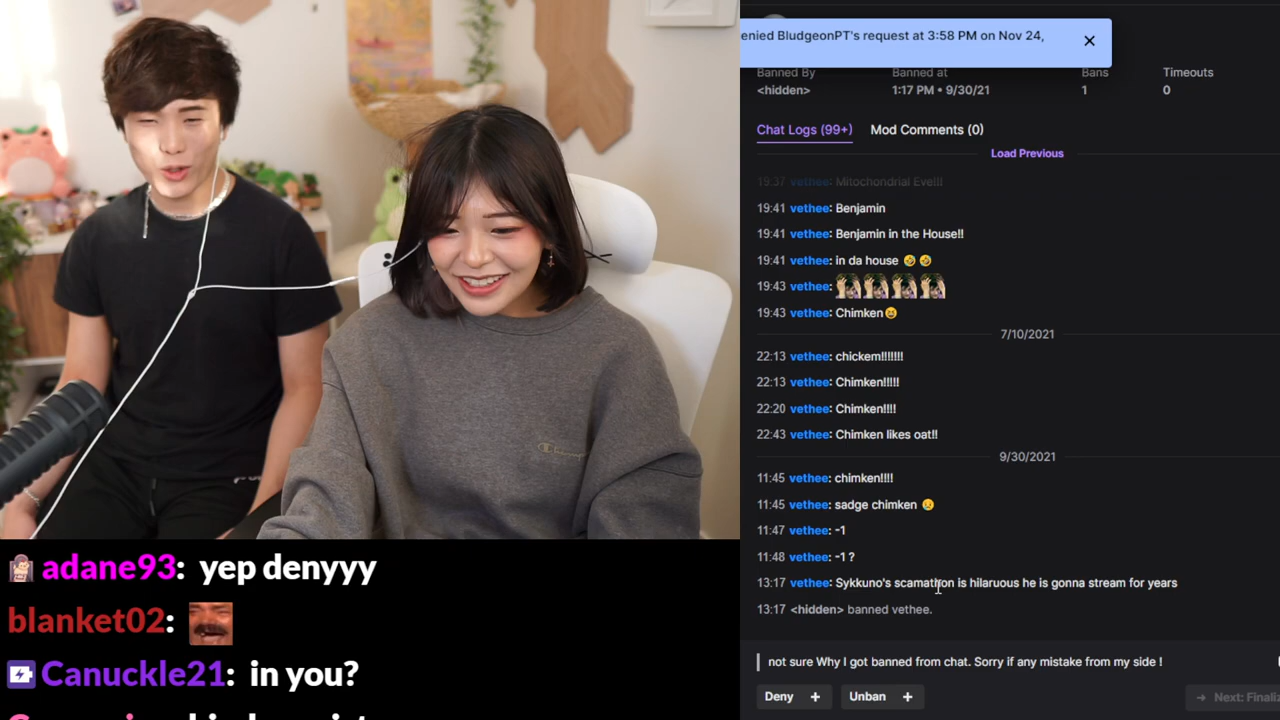 enied BludgeonPT's request at 3:58 PM on Nov 24,
Banned By
<hidden>
Banned at
1:17 PM • 9/30/21
Bans
1
Timeouts
0
Chat Logs (99+) Mod Comments (0)
Load Previous
19:37 vethee: Mitochondrial Eve!!!
19:41 vethee: Benjamin
19:41 vethee: Benjamin in the House!!
19:41 vethee: in da house 🤣 🤣
19:43 vethee:
19:43 vethee: Chimken😫
7/10/2021
22:13 vethee: chickem!!!!!!!
22:13 vethee: Chimken!!!!!
22:20 vethee: Chimken!!!!
22:43 vethee: Chimken likes oat!!
9/30/2021
11:45 vethee: chimken!!!!
11:45 vethee: sadge chimken 😥
11:47 vethee: -1
11:48 vethee: -1 ?
13:17 vethee: Sykkuno's scamation is hilaruous he is gonna stream for years
13:17 <hidden> banned vethee.
not sure Why I got banned from chat. Sorry if any mistake from my side !
Deny + Unban +
→ Next: Finaliz
adane93: yep denyyy
blanket02:
Canuckle21: in you?